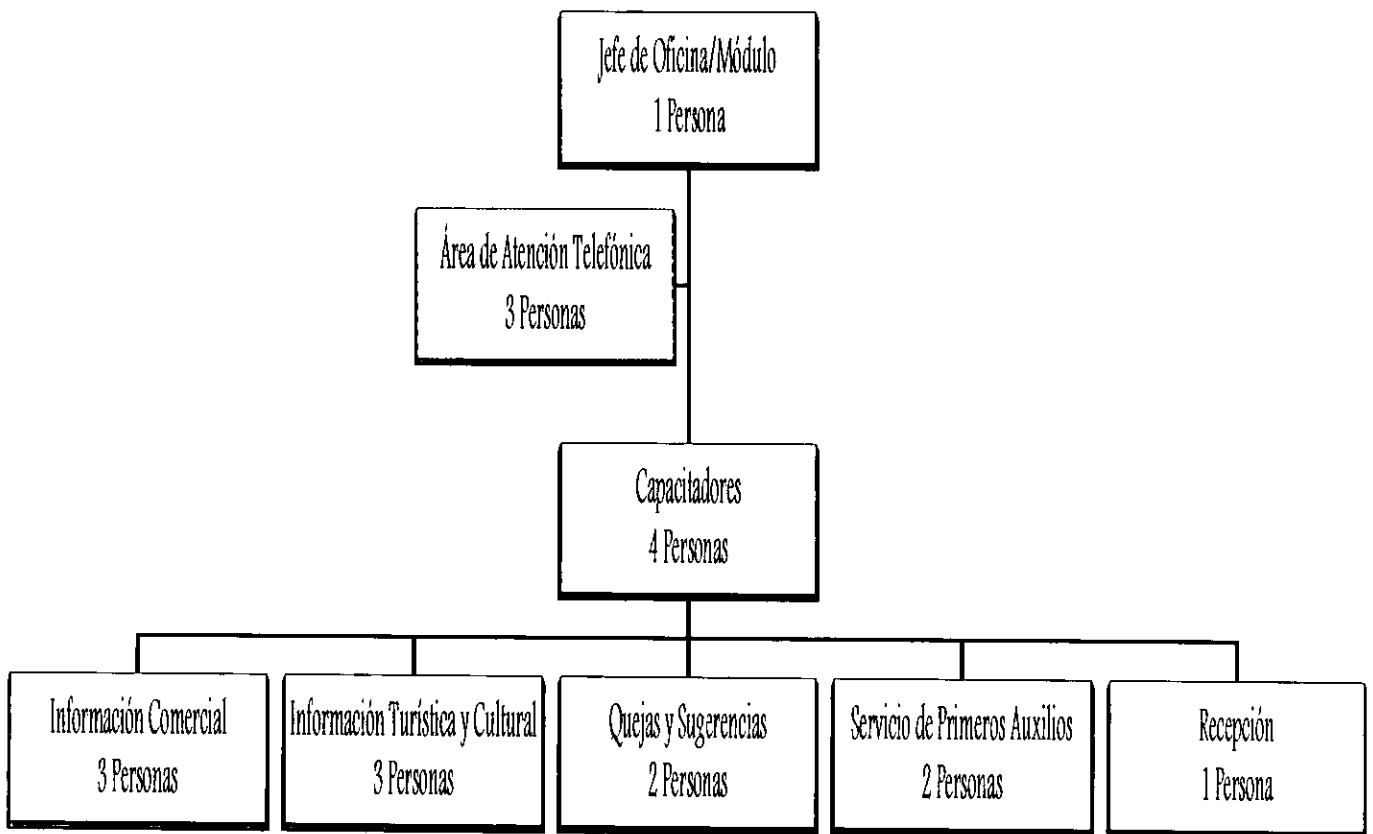 Jefe de Oficina/Módulo
1 Persona
Área de Atención Telefónica
3 Personas
Capacitadores
4 Personas
Información Comercial
3 Personas
Información Turística y Cultural
3 Personas
Quejas y Sugerencias
2 Personas
Servicio de Primeros Auxilios
2 Personas
Recepción
1 Persona